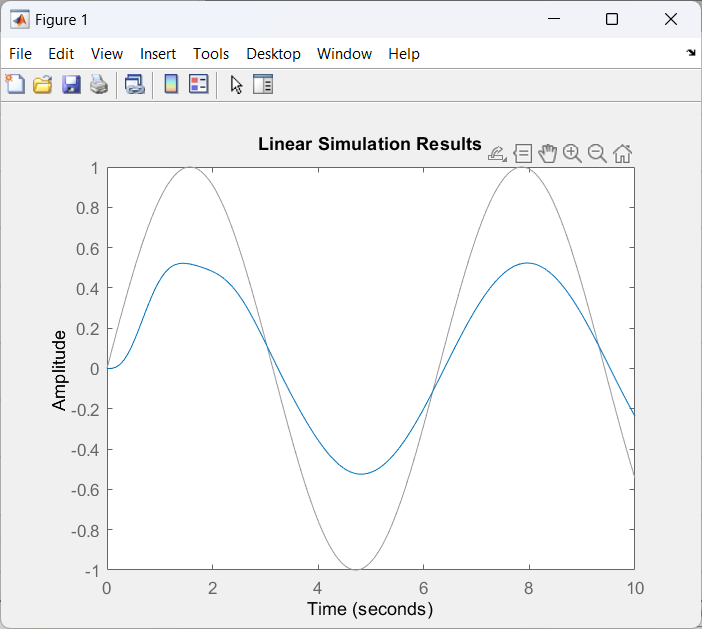 Figure 1
File Edit View Insert Tools Desktop Window Help
Linear Simulation Results
1
0.8
0.6
0.4
0.2
0
-0.2
-0.4
-0.6
-0.8
-1
Amplitude
0 2 4 6 8 10
Time (seconds)